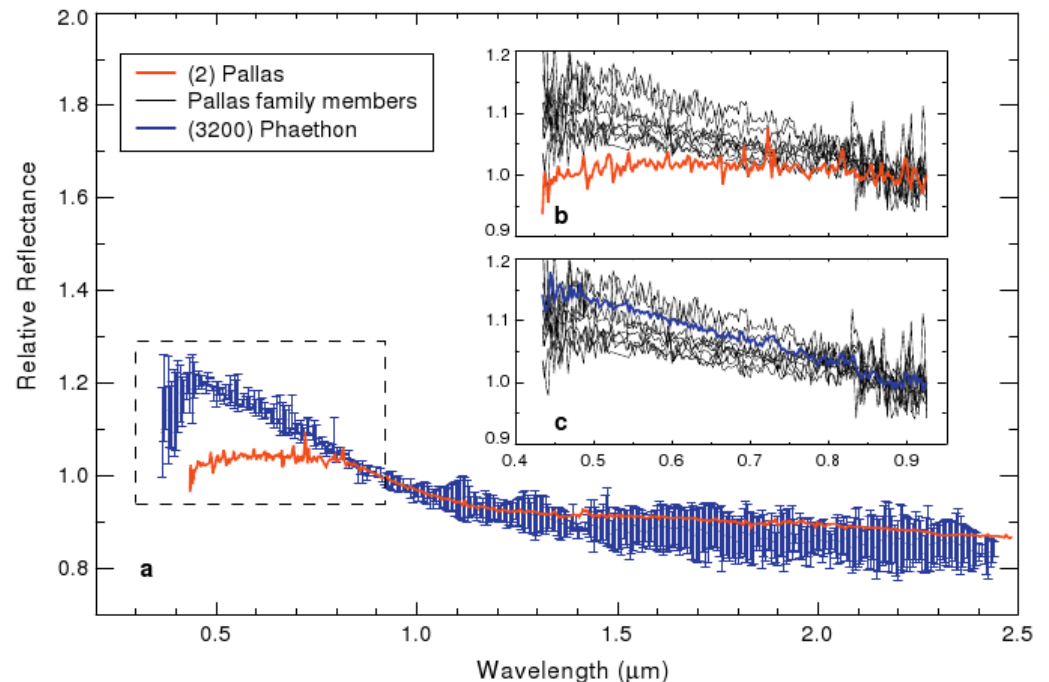 2.0
1.8
1.6
1.4
1.2
1.0
0.8
Relative Reflectance
(2) Pallas
Pallas family members
(3200) Phaethon
1.2
1.1
1.0
0.9
b
1.2
1.1
1.0
0.9
c
0.4 0.5 0.6 0.7 0.8 0.9
a
0.5 1.0 1.5 2.0 2.5
Wavelength (μm)